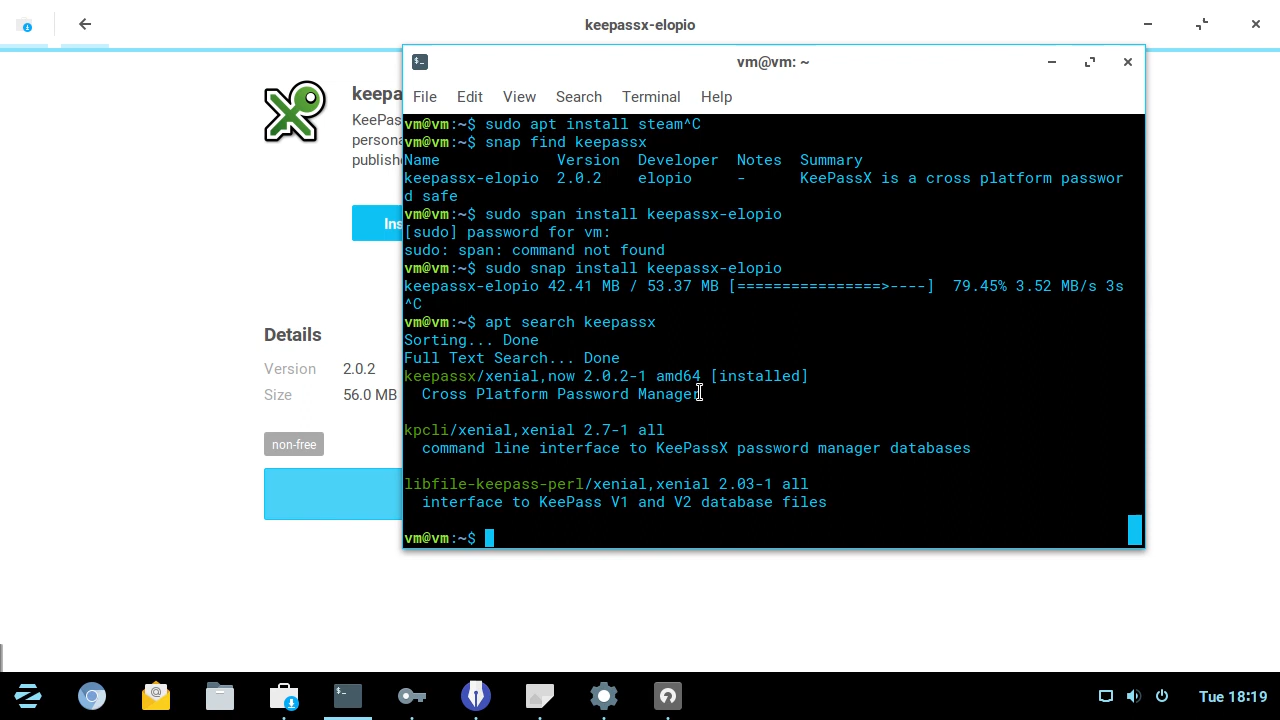 keepassx-elopio
keepa
KeePas
persona
publishe
Ins
Details
Version 2.0.2
Size 56.0 MB
non-free
vm@vm: ~
File Edit View Search Terminal Help
vm@vm:~$ sudo apt install steam^C
vm@vm:~$ snap find keepassx
Name Version Developer Notes Summary
keepassx-elopio 2.0.2 elopio - KeePassX is a cross platform passwor
d safe
vm@vm:~$ sudo span install keepassx-elopio
[sudo] password for vm:
sudo: span: command not found
vm@vm:~$ sudo snap install keepassx-elopio
keepassx-elopio 42.41 MB / 53.37 MB [================>----] 79.45% 3.52 MB/s 3s
^C
vm@vm:~$ apt search keepassx
Sorting... Done
Full Text Search... Done
keepassx/xenial,now 2.0.2-1 amd64 [installed]
Cross Platform Password Manager
kpcli/xenial,xenial 2.7-1 all
command line interface to KeePassX password manager databases
libfile-keepass-perl/xenial,xenial 2.03-1 all
interface to KeePass V1 and V2 database files
vm@vm:~$
Tue 18:19